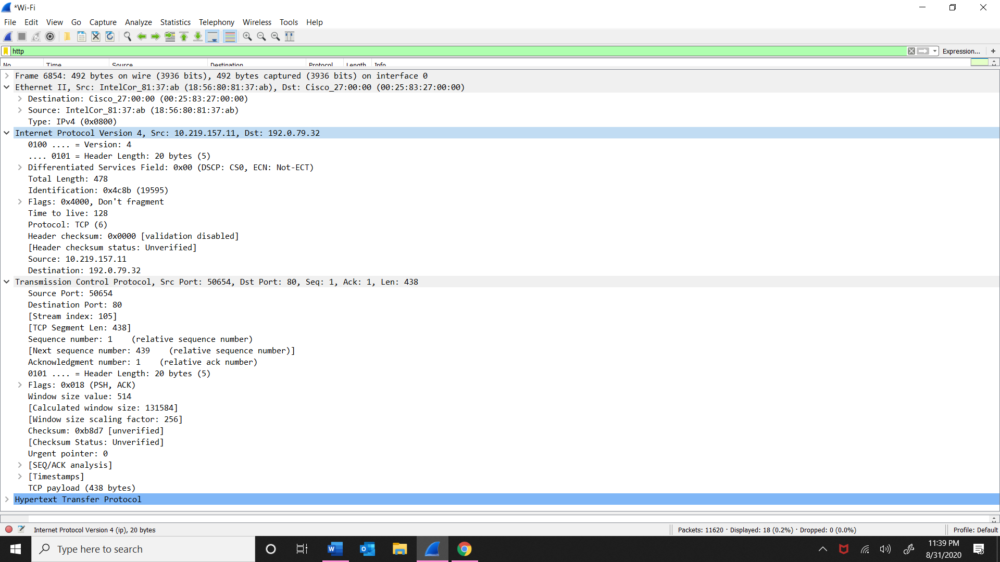 *Wi-Fi
File Edit View Go Capture Analyze Statistics Telephony Wireless Tools Help
http
Expression... +
No. Time Source Destination Protocol Length Info
Frame 6854: 492 bytes on wire (3936 bits), 492 bytes captured (3936 bits) on interface 0
Ethernet II, Src: IntelCor_81:37:ab (18:56:80:81:37:ab), Dst: Cisco_27:00:00 (00:25:83:27:00:00)
Destination: Cisco_27:00:00 (00:25:83:27:00:00)
Source: IntelCor_81:37:ab (18:56:80:81:37:ab)
Type: IPv4 (0x0800)
Internet Protocol Version 4, Src: 10.219.157.11, Dst: 192.0.79.32
0100 .... = Version: 4
.... 0101 = Header Length: 20 bytes (5)
Differentiated Services Field: 0x00 (DSCP: CS0, ECN: Not-ECT)
Total Length: 478
Identification: 0x4c8b (19595)
Flags: 0x4000, Don't fragment
Time to live: 128
Protocol: TCP (6)
Header checksum: 0x0000 [validation disabled]
[Header checksum status: Unverified]
Source: 10.219.157.11
Destination: 192.0.79.32
Transmission Control Protocol, Src Port: 50654, Dst Port: 80, Seq: 1, Ack: 1, Len: 438
Source Port: 50654
Destination Port: 80
[Stream index: 105]
[TCP Segment Len: 438]
Sequence number: 1    (relative sequence number)
[Next sequence number: 439    (relative sequence number)]
Acknowledgment number: 1    (relative ack number)
0101 .... = Header Length: 20 bytes (5)
Flags: 0x018 (PSH, ACK)
Window size value: 514
[Calculated window size: 131584]
[Window size scaling factor: 256]
Checksum: 0xb8d7 [unverified]
[Checksum Status: Unverified]
Urgent pointer: 0
[SEQ/ACK analysis]
[Timestamps]
TCP payload (438 bytes)
Hypertext Transfer Protocol
Internet Protocol Version 4 (ip), 20 bytes
Packets: 11620 · Displayed: 18 (0.2%) · Dropped: 0 (0.0%)
Profile: Default
Type here to search
11:39 PM
8/31/2020